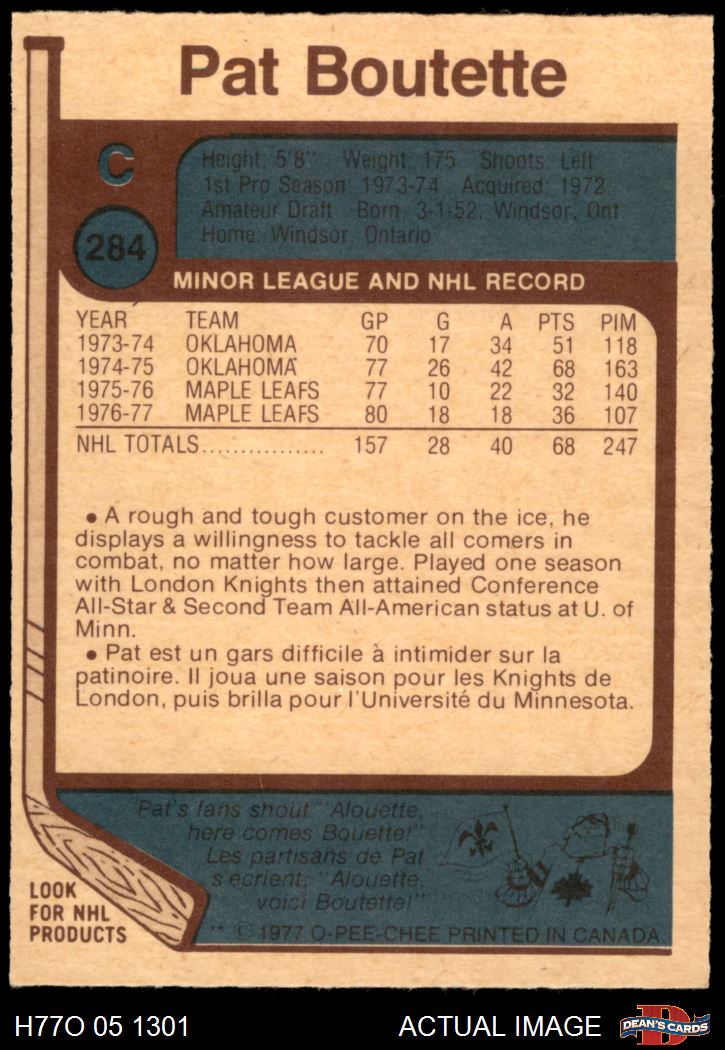 Pat Boutette
C
284
Height: 5'8" Weight: 175 Shoots: Left
1st Pro Season: 1973-74 Acquired: 1972
Amateur Draft Born: 3-1-52, Windsor, Ont
Home: Windsor, Ontario
MINOR LEAGUE AND NHL RECORD
YEAR TEAM GP G A PTS PIM
1973-74 OKLAHOMA 70 17 34 51 118
1974-75 OKLAHOMA 77 26 42 68 163
1975-76 MAPLE LEAFS 77 10 22 32 140
1976-77 MAPLE LEAFS 80 18 18 36 107
NHL TOTALS................ 157 28 40 68 247
• A rough and tough customer on the ice, he
displays a willingness to tackle all comers in
combat, no matter how large. Played one season
with London Knights then attained Conference
All-Star & Second Team All-American status at U. of
Minn.
• Pat est un gars difficile à intimider sur la
patinoire. Il joua une saison pour les Knights de
London, puis brilla pour l'Université du Minnesota.
Pat's fans shout "Alouette,
here comes Bouette!"
Les partisans de Pat
s'écrient: "Alouette,
voici Boutette!"
LOOK
FOR NHL
PRODUCTS
** © 1977 O-PEE-CHEE PRINTED IN CANADA
H77O 05 1301
ACTUAL IMAGE
D
DEAN'S CARDS